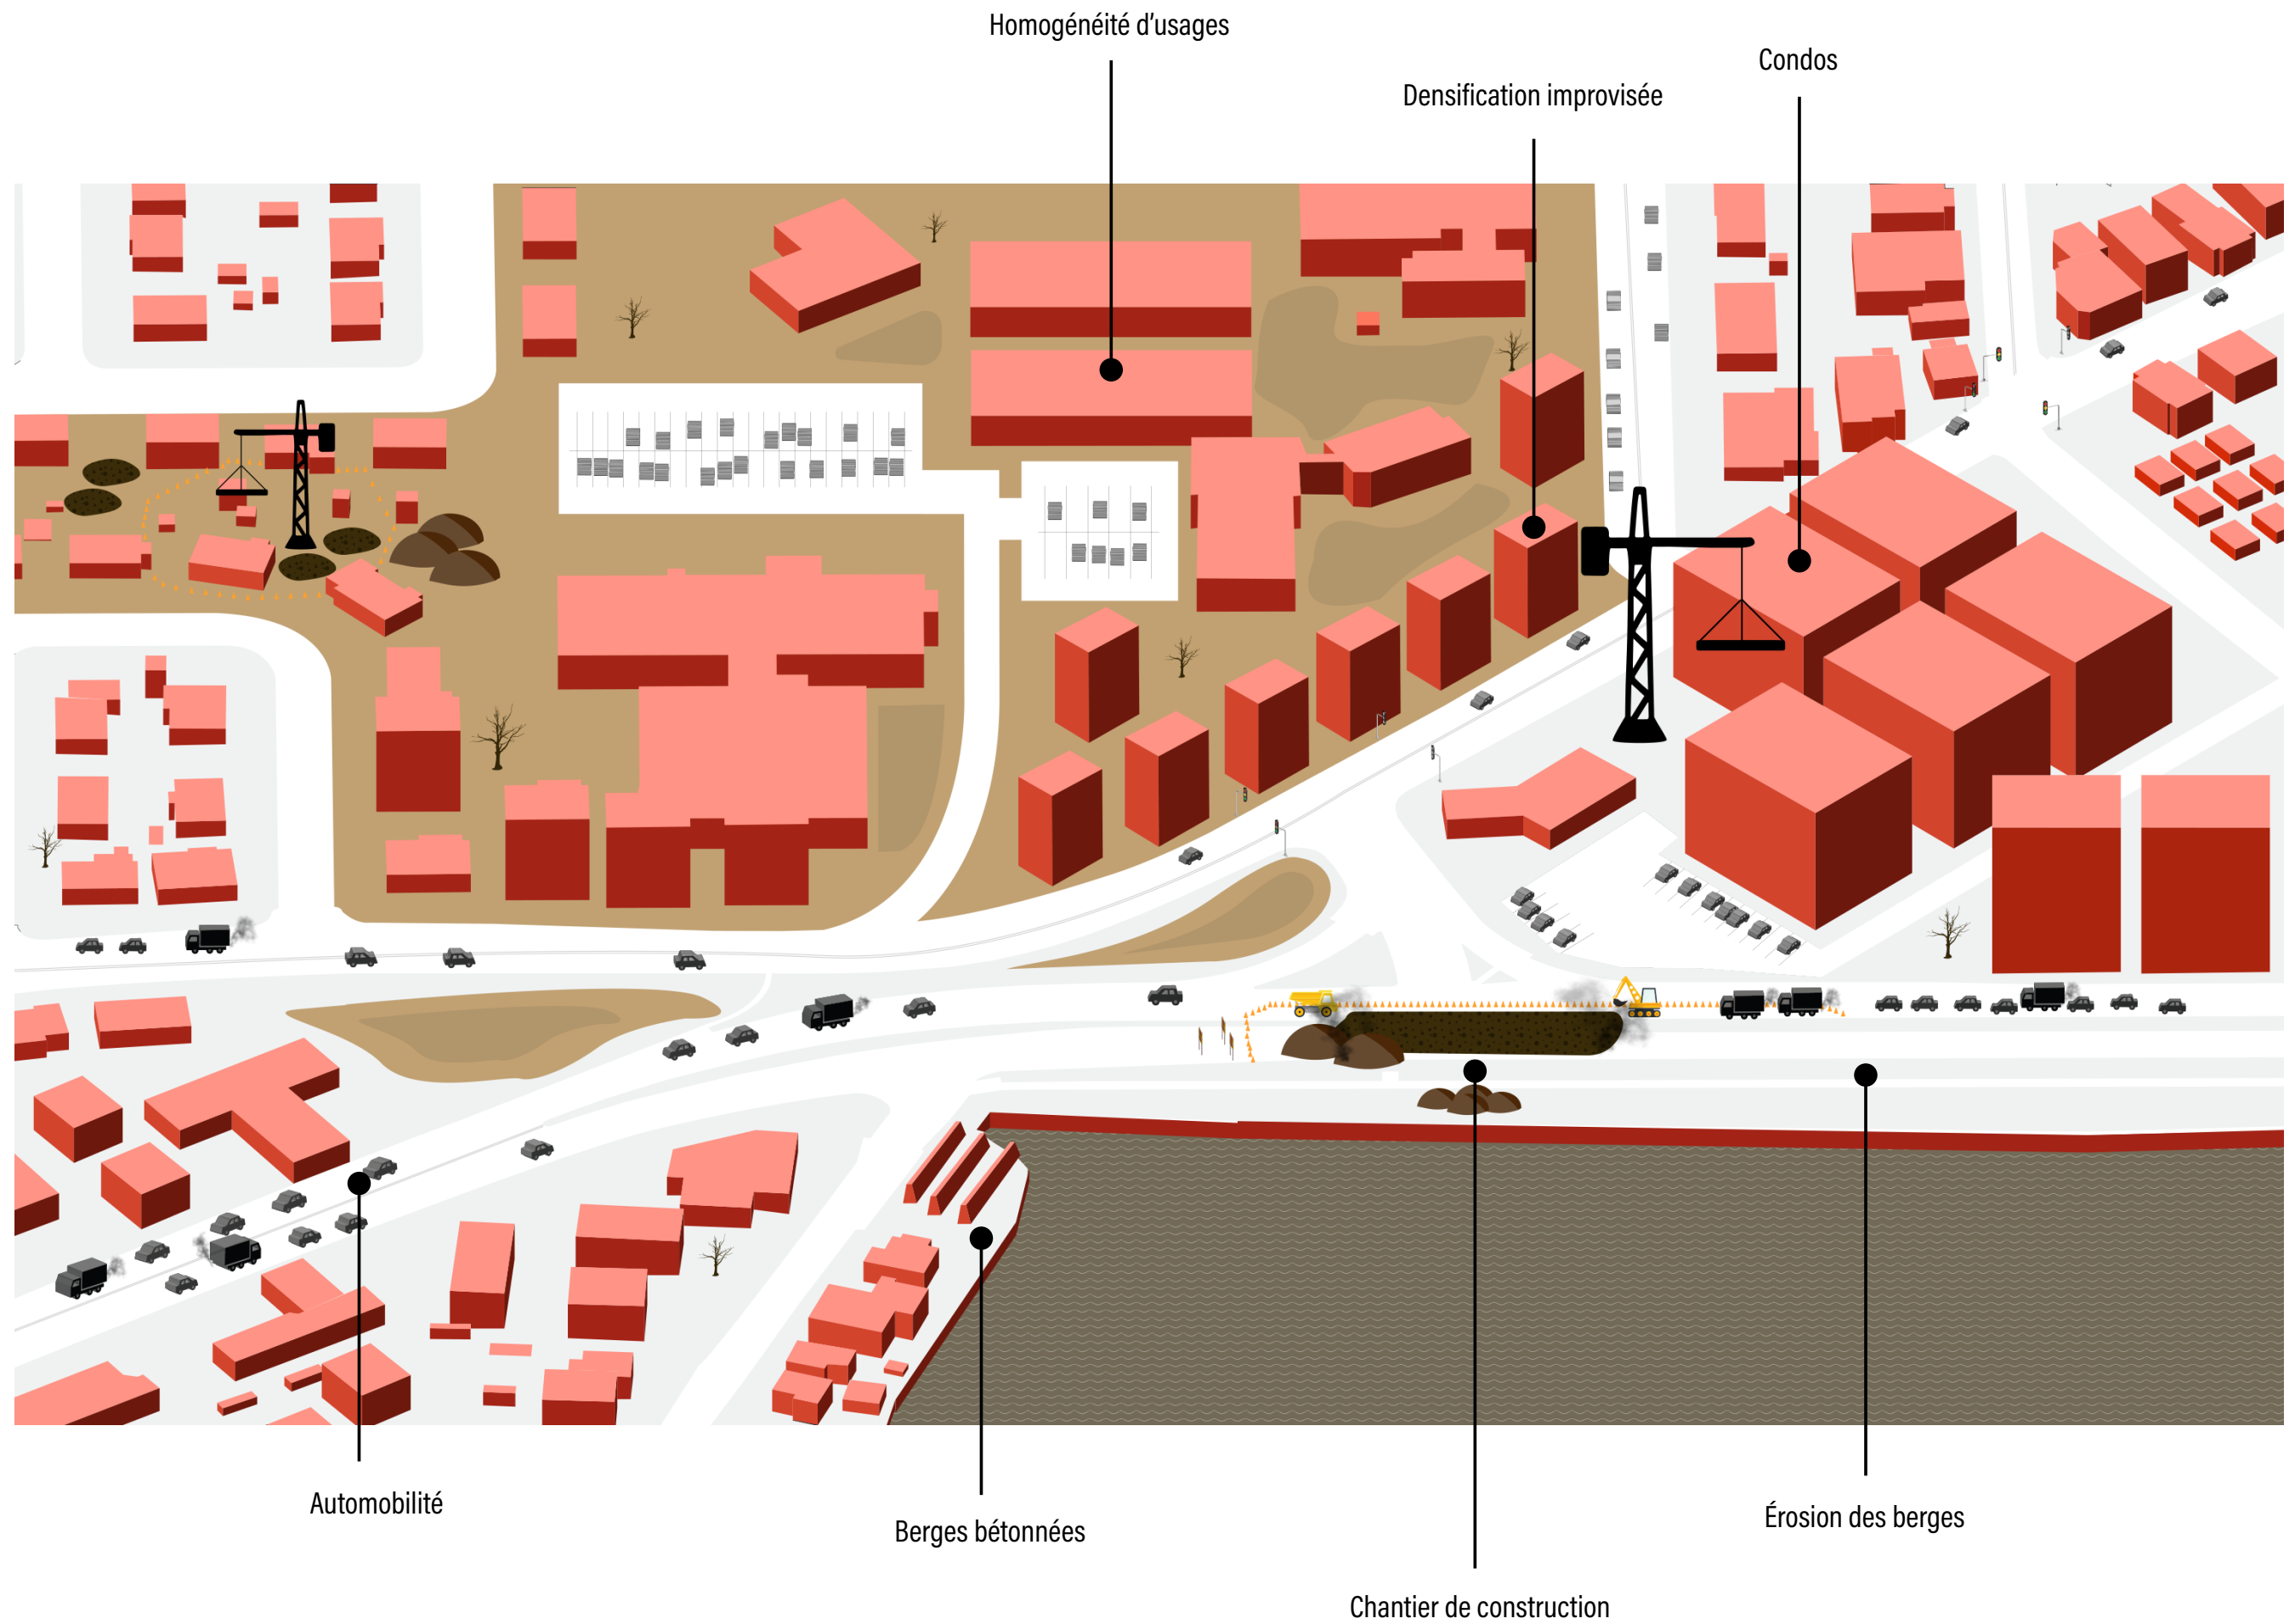 Homogénéité d'usages
Condos
Densification improvisée
Automobilité
Érosion des berges
Berges bétonnées
Chantier de construction